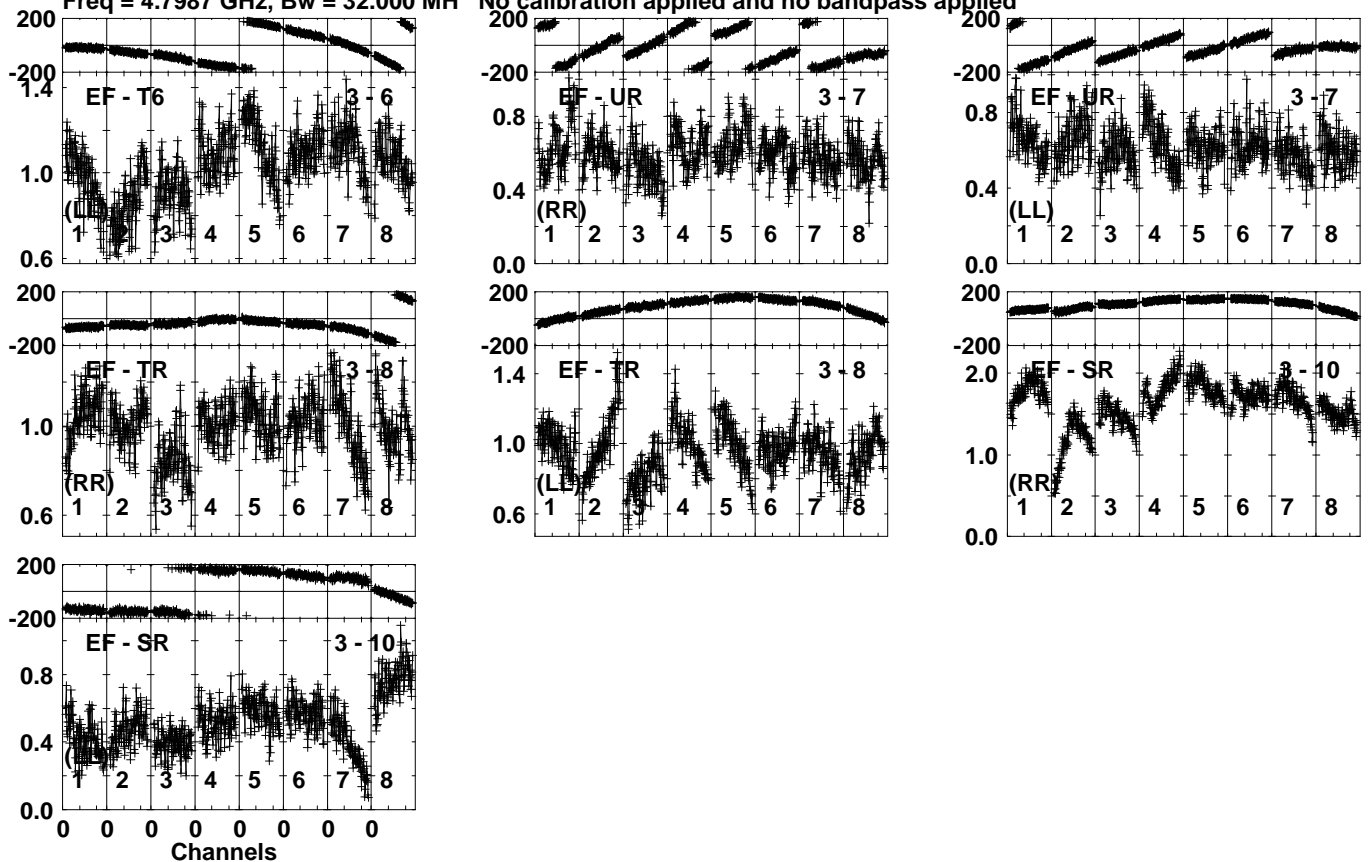 Freq = 4.7987 GHz, Bw = 32.000 MH No calibration applied and no bandpass applied
200 200 200
-200 -200 -200
1.4 EF - T6 3 - 6 EF - UR 3 - 7 EF - UR 3 - 7
0.8 0.8
1.0
0.4 0.4
(LL) (RR) (LL)
1 2 3 4 5 6 7 8 1 2 3 4 5 6 7 8 1 2 3 4 5 6 7 8
0.6 0.0 0.0
200 200 200
-200 -200 -200
EF - TR 3 - 8 EF - TR 3 - 8 EF - SR 3 - 10
1.4 2.0
1.0 1.0 1.0
(RR) (LL) (RR)
1 2 3 4 5 6 7 8 1 2 3 4 5 6 7 8 1 2 3 4 5 6 7 8
0.6 0.6 0.0
200
-200
EF - SR 3 - 10
0.8
0.4
(LL)
1 2 3 4 5 6 7 8
0.0
0 0 0 0 0 0 0 0
Channels